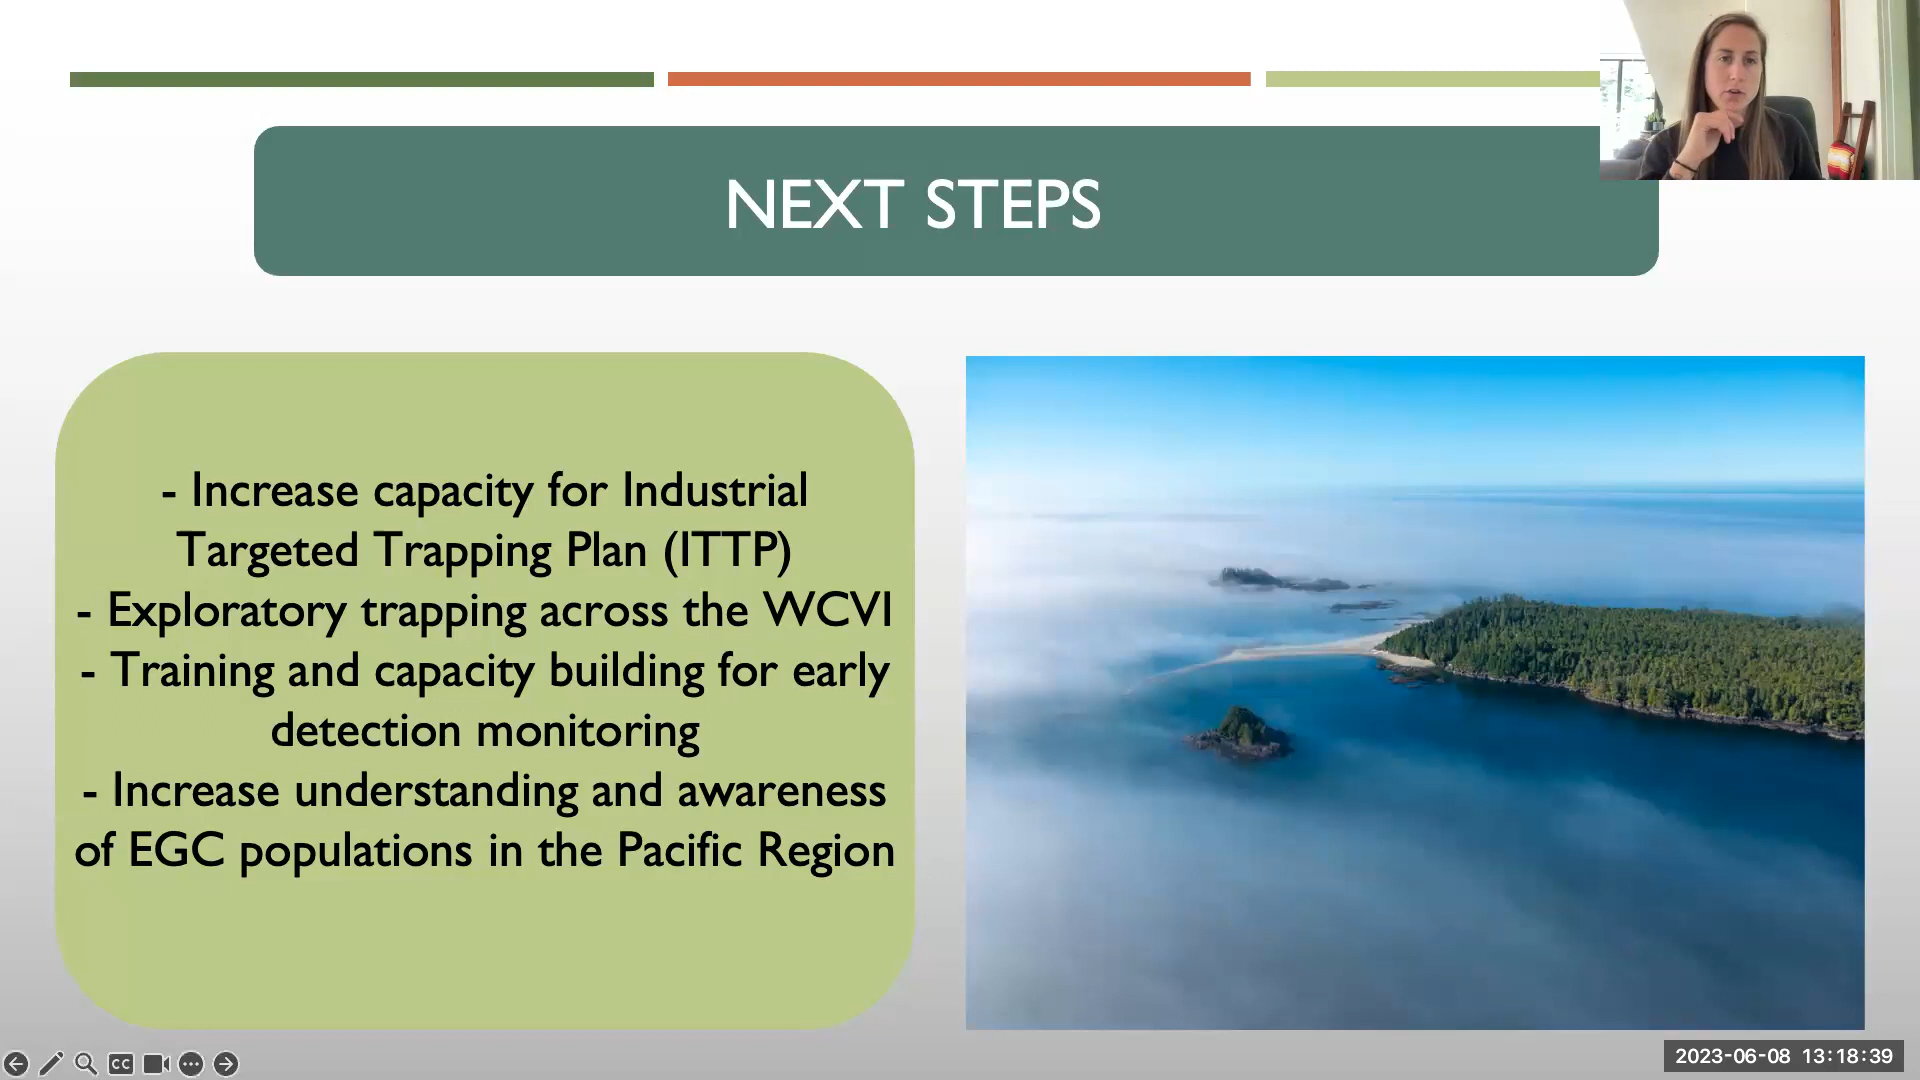 NEXT STEPS
- Increase capacity for Industrial
Targeted Trapping Plan (ITTP)
- Exploratory trapping across the WCVI
- Training and capacity building for early
detection monitoring
- Increase understanding and awareness
of EGC populations in the Pacific Region
CC
2023-06-08 13:18:39